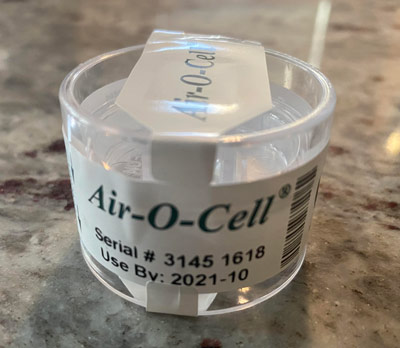 Air-O-Cell
Air-O-Cell®
Serial # 3145 1618
Use By: 2021-10